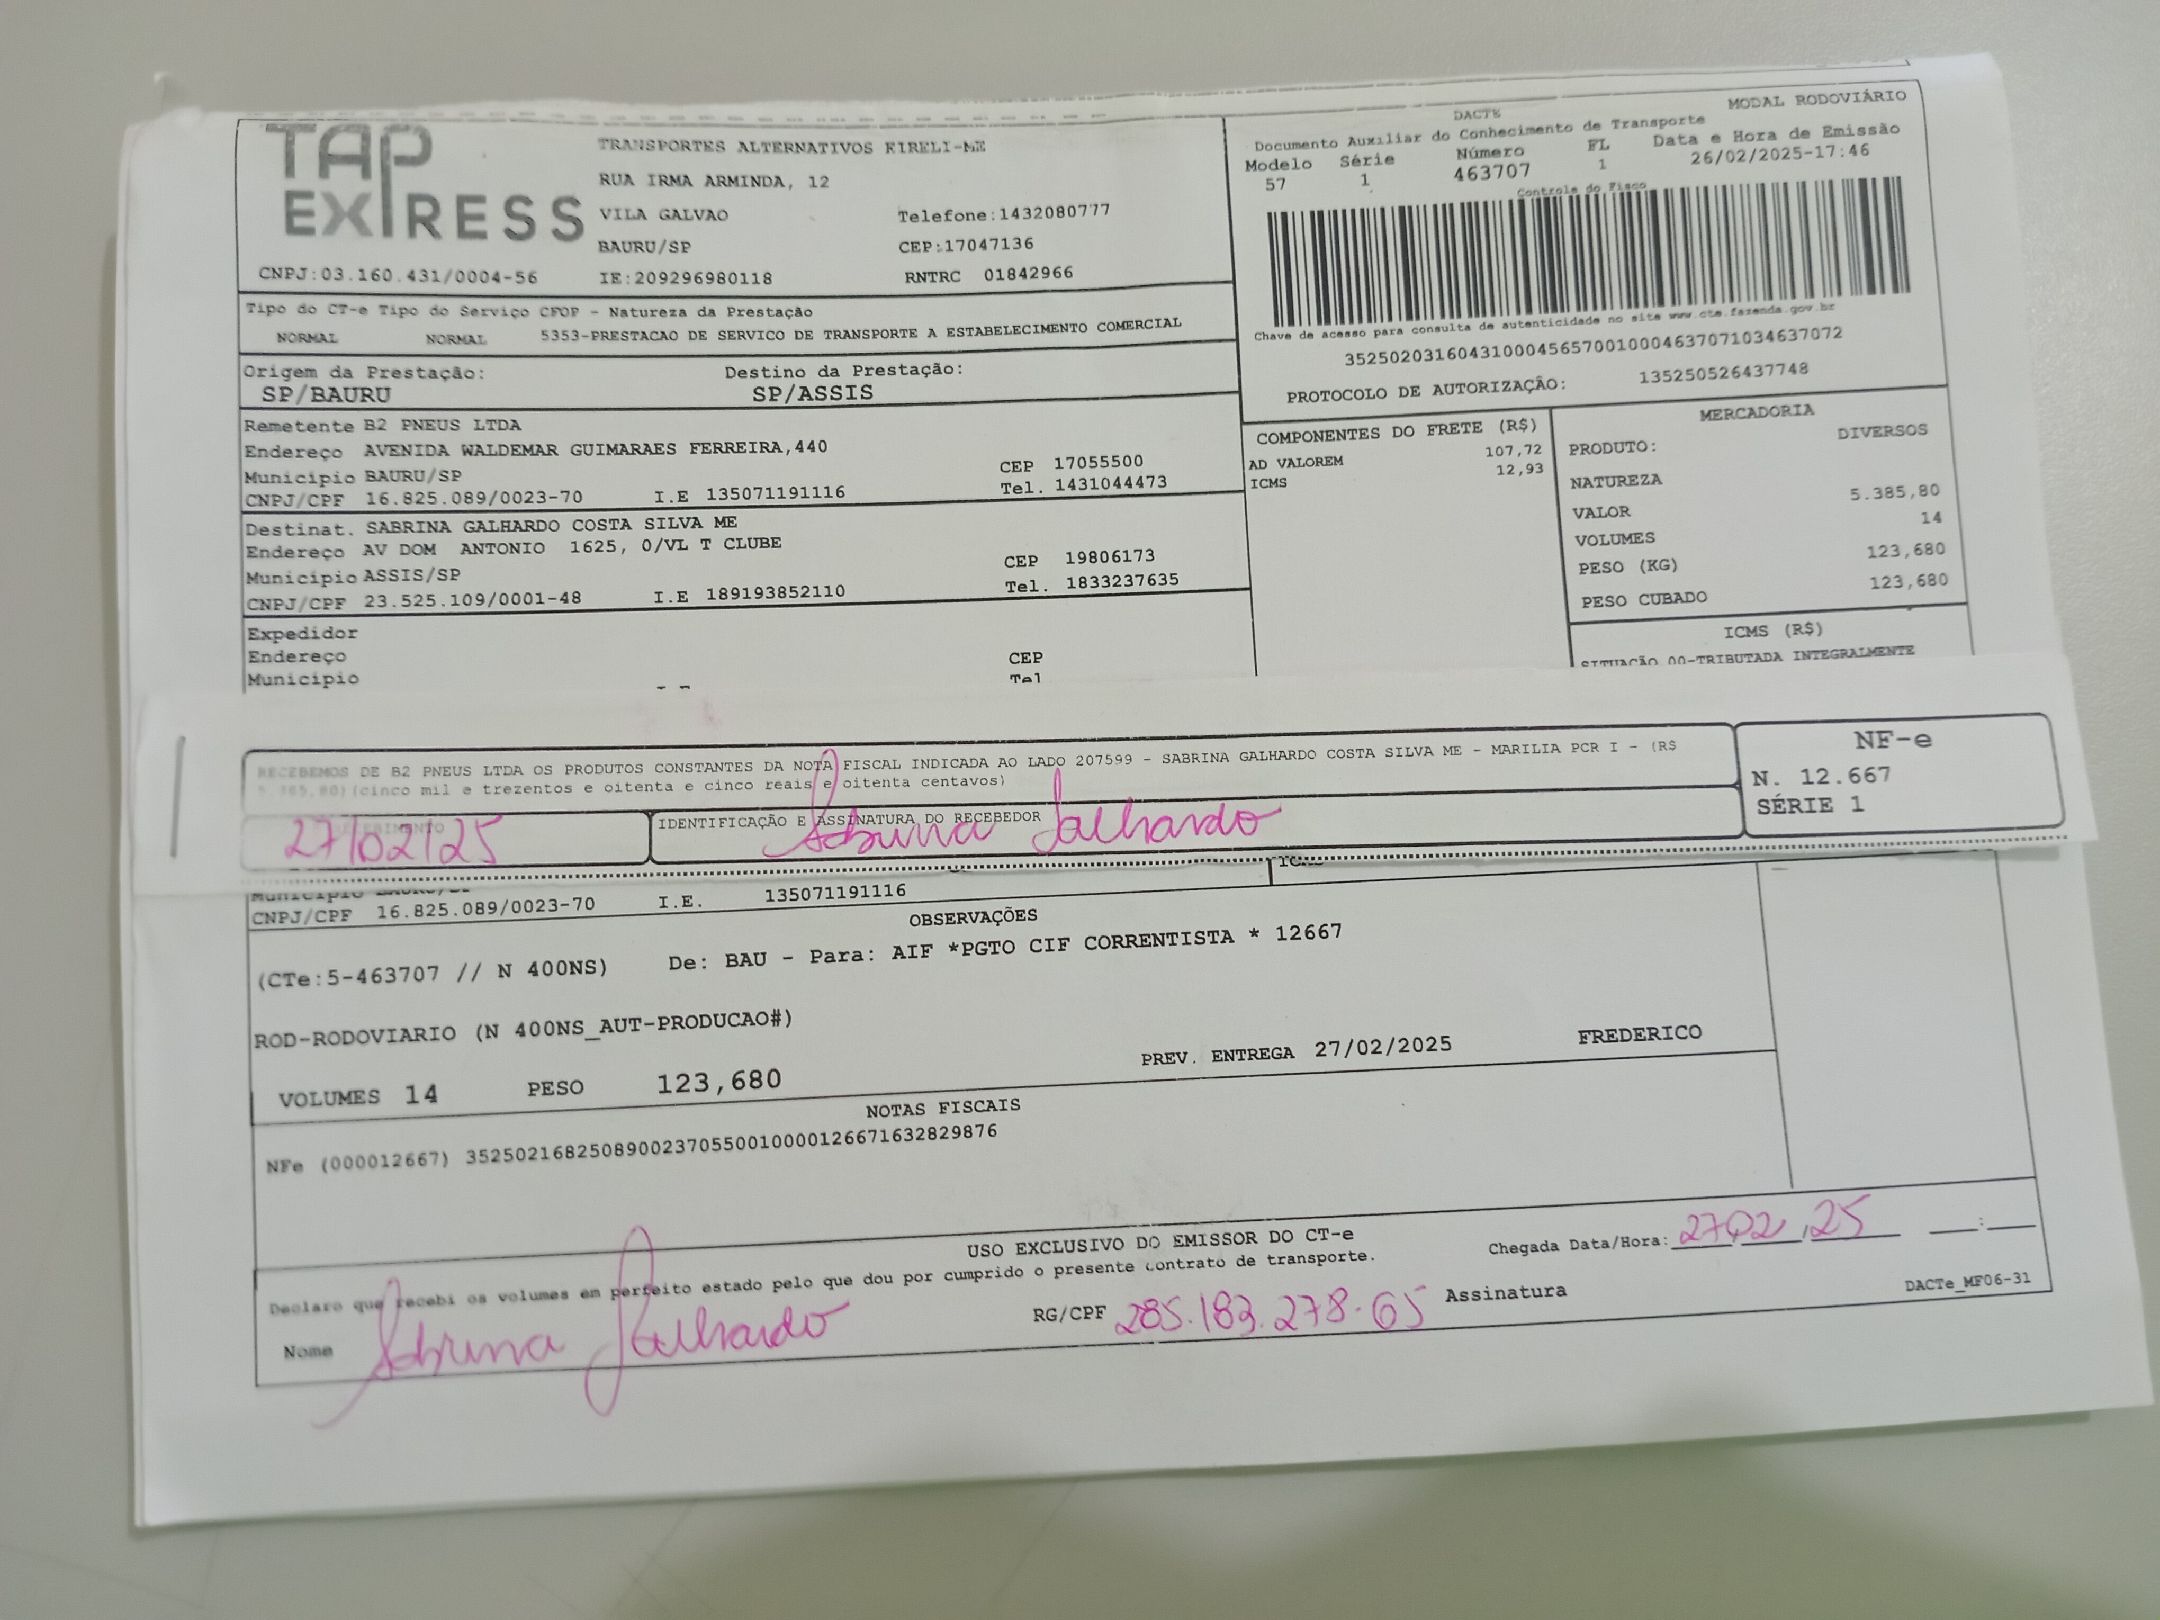 TAP EXPRESS
TRANSPORTES ALTERNATIVOS EIRELI-ME
RUA IRMA ARMINDA, 12
VILA GALVAO Telefone:1432080777
BAURU/SP CEP:17047136
CNPJ:03.160.431/0004-56 IE:209296980118 RNTRC 01842966
DACTE MODAL RODOVIÁRIO
Documento Auxiliar do Conhecimento de Transporte
Modelo Série Número FL Data e Hora de Emissão
57 1 463707 1 26/02/2025-17:46
Controle do Fisco
Chave de acesso para consulta de autenticidade no site www.cte.fazenda.gov.br
35250203160431000456570010004637071034637072
PROTOCOLO DE AUTORIZAÇÃO: 135250526437748
Tipo do CT-e Tipo do Serviço CFOP - Natureza da Prestação
NORMAL NORMAL 5353-PRESTACAO DE SERVICO DE TRANSPORTE A ESTABELECIMENTO COMERCIAL
Origem da Prestação: Destino da Prestação:
SP/BAURU SP/ASSIS
Remetente B2 PNEUS LTDA
Endereço AVENIDA WALDEMAR GUIMARAES FERREIRA,440
Municipio BAURU/SP CEP 17055500
CNPJ/CPF 16.825.089/0023-70 I.E 135071191116 Tel. 1431044473
Destinat. SABRINA GALHARDO COSTA SILVA ME
Endereço AV DOM ANTONIO 1625, 0/VL T CLUBE
Municipio ASSIS/SP CEP 19806173
CNPJ/CPF 23.525.109/0001-48 I.E 189193852110 Tel. 1833237635
Expedidor
Endereço CEP
Municipio Tel
COMPONENTES DO FRETE (R$)
AD VALOREM 107,72
ICMS 12,93
MERCADORIA
PRODUTO: DIVERSOS
NATUREZA
VALOR 5.385,80
VOLUMES 14
PESO (KG) 123,680
PESO CUBADO 123,680
ICMS (R$)
SITUAÇÃO 00-TRIBUTADA INTEGRALMENTE
RECEBEMOS DE B2 PNEUS LTDA OS PRODUTOS CONSTANTES DA NOTA FISCAL INDICADA AO LADO 207599 - SABRINA GALHARDO COSTA SILVA ME - MARILIA PCR I - (R$
(cinco mil e trezentos e oitenta e cinco reais e oitenta centavos)
27/02/25
IDENTIFICAÇÃO E ASSINATURA DO RECEBEDOR
Sabrina Galhardo
NF-e
N. 12.667
SÉRIE 1
Municipio
CNPJ/CPF 16.825.089/0023-70 I.E. 135071191116
OBSERVAÇÕES
(CTe:5-463707 // N 400NS) De: BAU - Para: AIF *PGTO CIF CORRENTISTA * 12667
ROD-RODOVIARIO (N 400NS_AUT-PRODUCAO#)
PREV. ENTREGA 27/02/2025 FREDERICO
VOLUMES 14 PESO 123,680
NOTAS FISCAIS
NFe (000012667) 35250216825089002370550010000126671632829876
USO EXCLUSIVO DO EMISSOR DO CT-e
Chegada Data/Hora: 27 02 25 __:__
Declaro que recebi os volumes em perfeito estado pelo que dou por cumprido o presente contrato de transporte.
Nome Sabrina Galhardo RG/CPF 285.183.278-65 Assinatura
DACTe_MF06-31